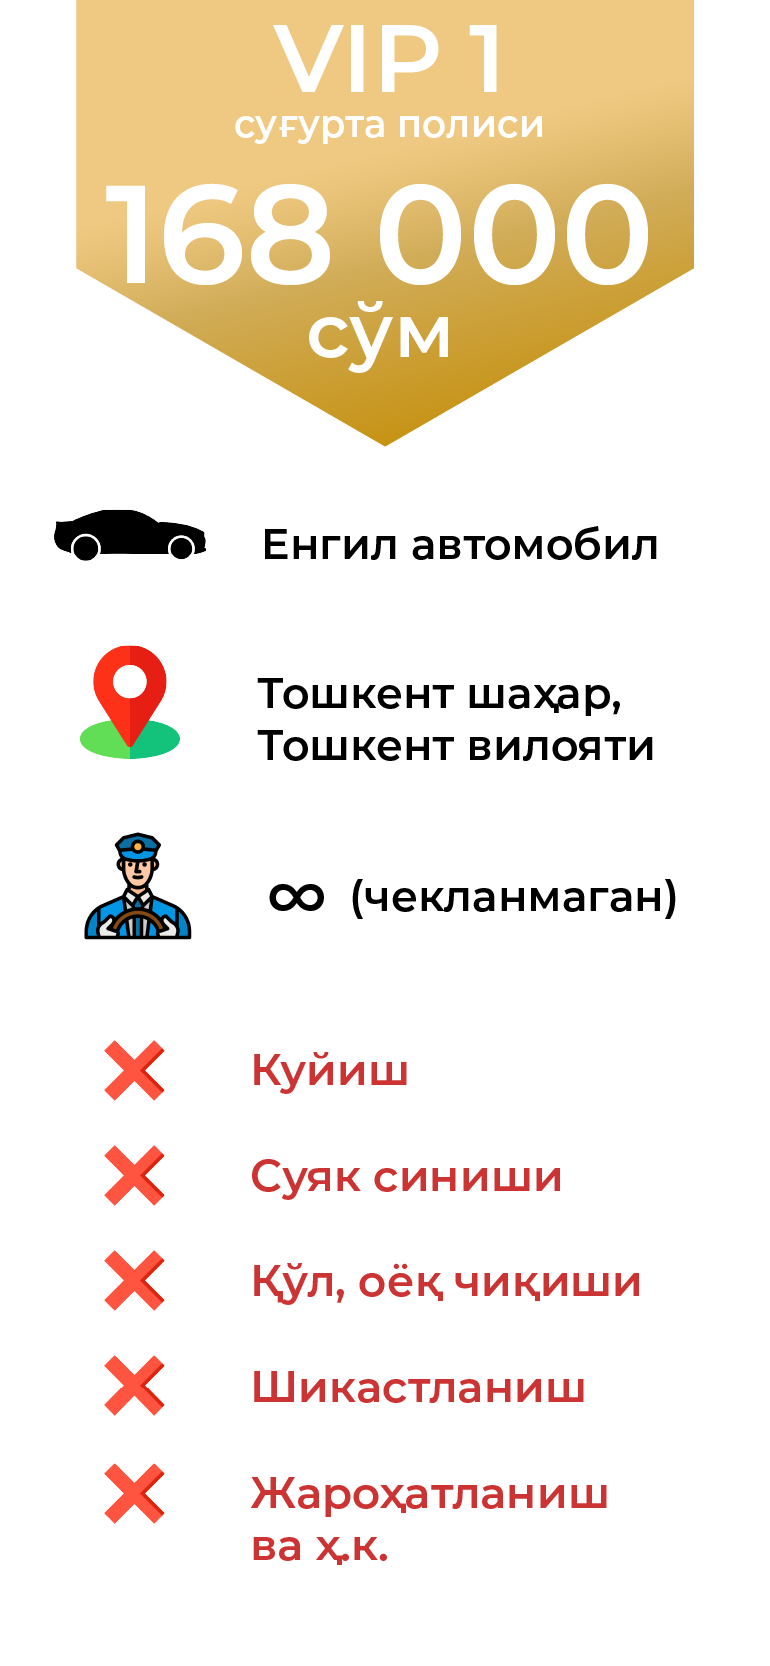 VIP 1
суғурта полиси
168 000
сўм
Енгил автомобил
Тошкент шаҳар,
Тошкент вилояти
∞ (чекланмаган)
Куйиш
Суяк синиши
Қўл, оёқ чиқиши
Шикастланиш
Жароҳатланиш
ва ҳ.к.